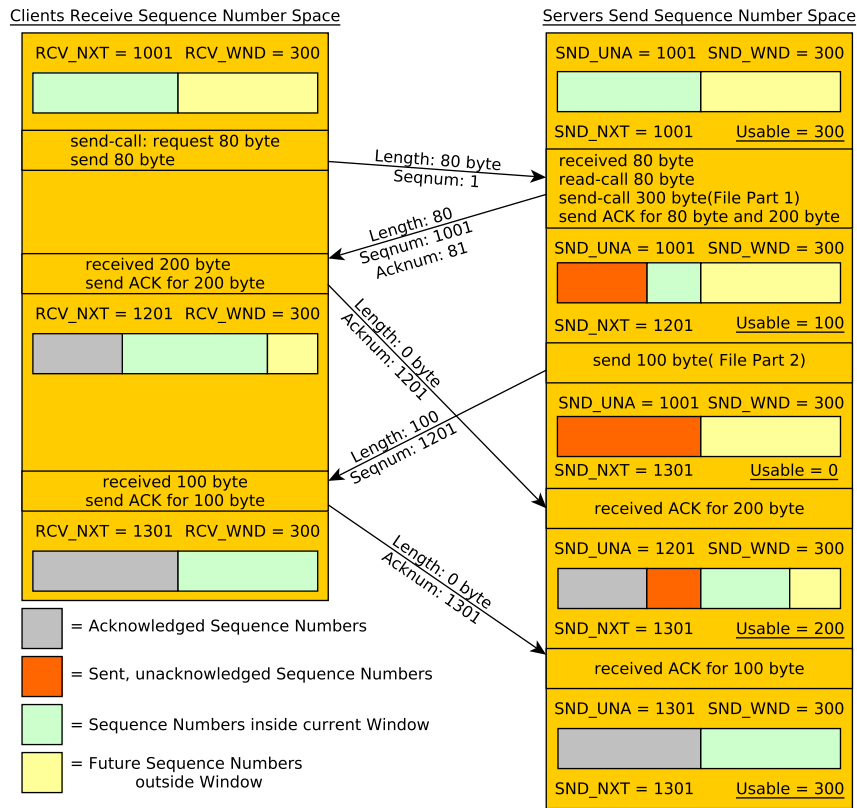 Clients Receive Sequence Number Space
RCV_NXT = 1001 RCV_WND = 300
send-call: request 80 byte
send 80 byte
received 200 byte
send ACK for 200 byte
RCV_NXT = 1201 RCV_WND = 300
received 100 byte
send ACK for 100 byte
RCV_NXT = 1301 RCV_WND = 300
= Acknowledged Sequence Numbers
= Sent, unacknowledged Sequence Numbers
= Sequence Numbers inside current Window
= Future Sequence Numbers
outside Window
Length: 80 byte
Seqnum: 1
Length: 80
Seqnum: 1001
Acknum: 81
Length: 0 byte
Acknum: 1201
Length: 100
Seqnum: 1201
Length: 0 byte
Acknum: 1301
Servers Send Sequence Number Space
SND_UNA = 1001 SND_WND = 300
SND_NXT = 1001 Usable = 300
received 80 byte
read-call 80 byte
send-call 300 byte(File Part 1)
send ACK for 80 byte and 200 byte
SND_UNA = 1001 SND_WND = 300
SND_NXT = 1201 Usable = 100
send 100 byte( File Part 2)
SND_UNA = 1001 SND_WND = 300
SND_NXT = 1301 Usable = 0
received ACK for 200 byte
SND_UNA = 1201 SND_WND = 300
SND_NXT = 1301 Usable = 200
received ACK for 100 byte
SND_UNA = 1301 SND_WND = 300
SND_NXT = 1301 Usable = 300